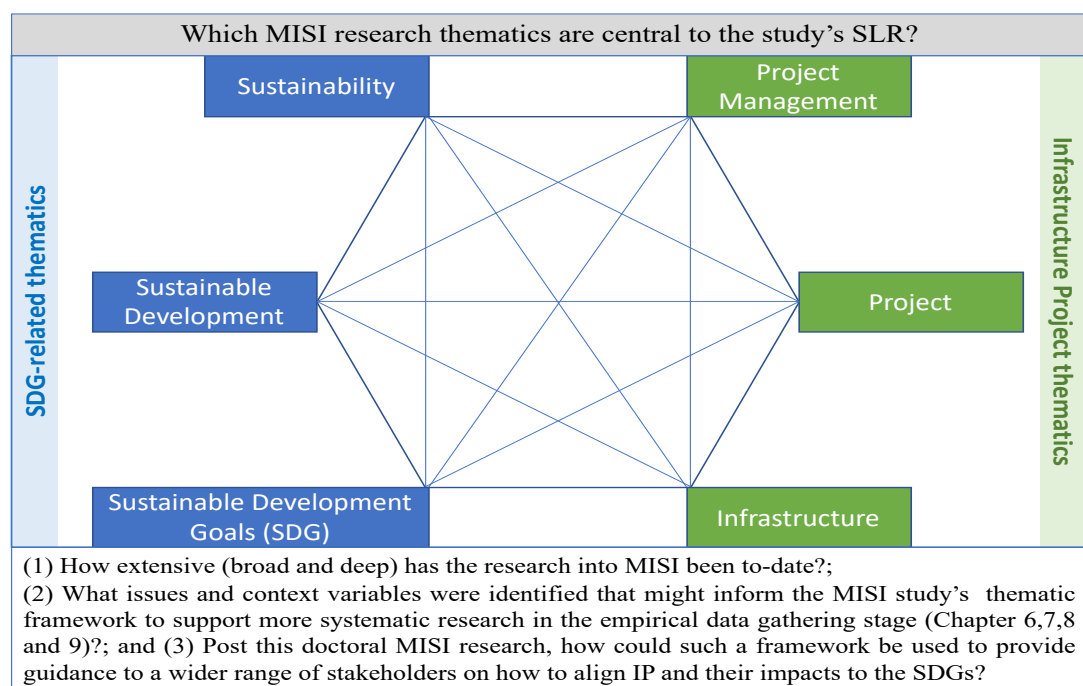 Which MISI research thematics are central to the study's SLR?
SDG-related thematics
Sustainability
Project
Management
Sustainable
Development
Project
Sustainable Development
Goals (SDG)
Infrastructure
Infrastructure Project thematics
(1) How extensive (broad and deep) has the research into MISI been to-date?;
(2) What issues and context variables were identified that might inform the MISI study's thematic
framework to support more systematic research in the empirical data gathering stage (Chapter 6,7,8
and 9)?; and (3) Post this doctoral MISI research, how could such a framework be used to provide
guidance to a wider range of stakeholders on how to align IP and their impacts to the SDGs?